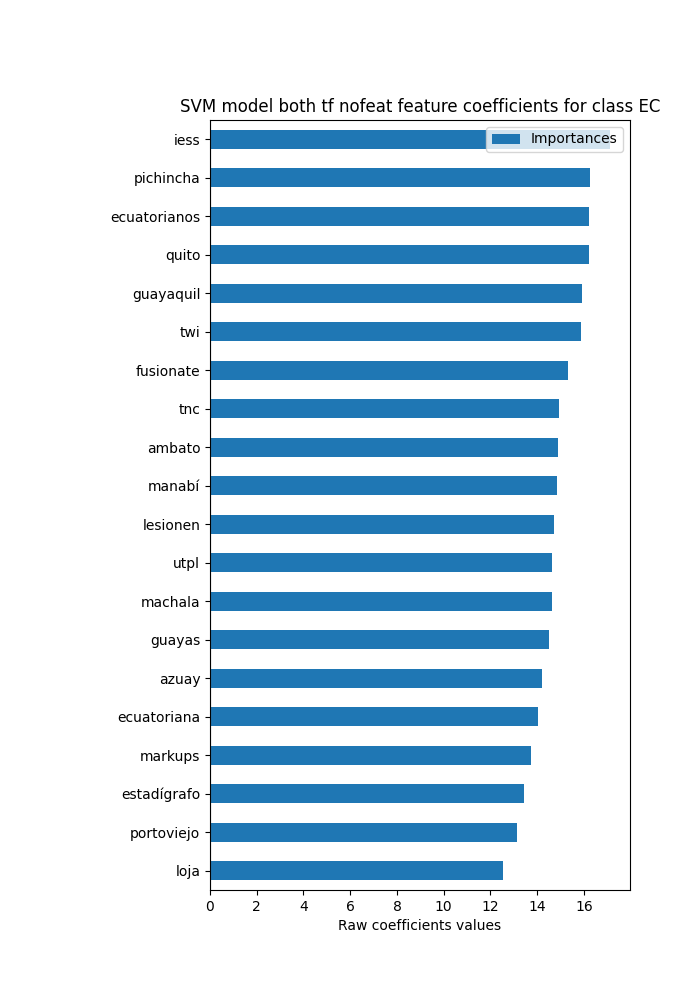 SVM model both tf nofeat feature coefficients for class EC
Importances
iess
pichincha
ecuatorianos
quito
guayaquil
twi
fusionate
tnc
ambato
manabí
lesionen
utpl
machala
guayas
azuay
ecuatoriana
markups
estadígrafo
portoviejo
loja
0 2 4 6 8 10 12 14 16
Raw coefficients values